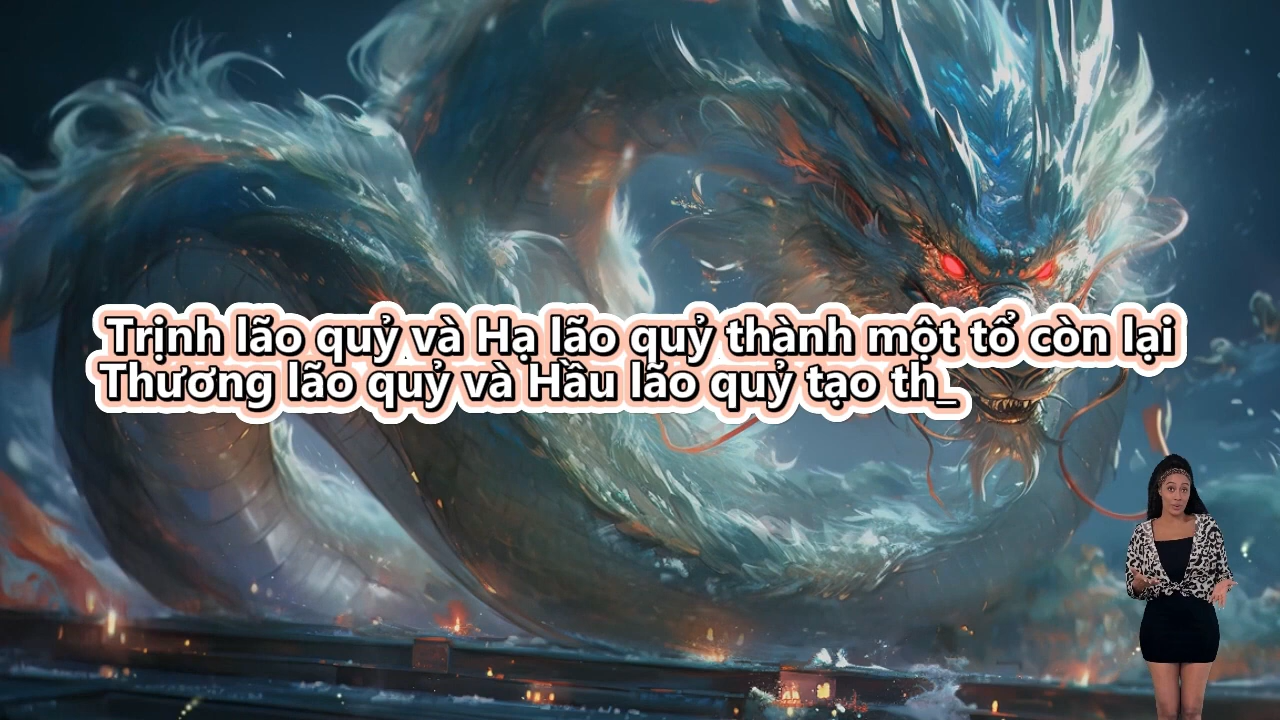 Trịnh lão quỷ và Hạ lão quỷ thành một tổ còn lại
Thương lão quỷ và Hầu lão quỷ tạo th_